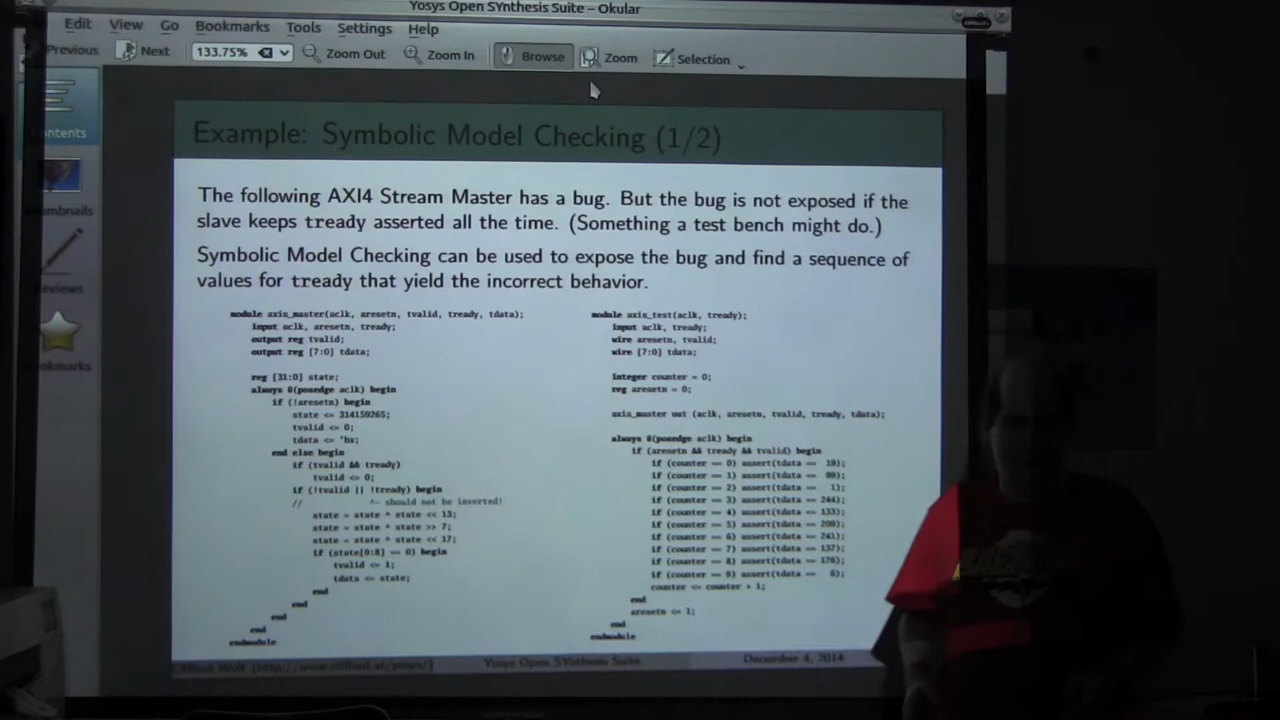 Yosys Open SYnthesis Suite – Okular
Edit View Go Bookmarks Tools Settings Help
Previous Next 133.75% Zoom Out Zoom In Browse Zoom Selection
ontents
humbnails
eviews
okmarks
Example: Symbolic Model Checking (1/2)
The following AXI4 Stream Master has a bug. But the bug is not exposed if the
slave keeps tready asserted all the time. (Something a test bench might do.)
Symbolic Model Checking can be used to expose the bug and find a sequence of
values for tready that yield the incorrect behavior.
module axis_master(aclk, aresetn, tvalid, tready, tdata);
input aclk, aresetn, tready;
output reg tvalid;
output reg [7:0] tdata;
reg [31:0] state;
always @(posedge aclk) begin
if (!aresetn) begin
state <= 314159265;
tvalid <= 0;
tdata <= 'bx;
end else begin
if (tvalid && tready)
tvalid <= 0;
if (!tvalid || !tready) begin
// ^- should not be inverted!
state = state ^ state << 13;
state = state ^ state >> 7;
state = state ^ state << 17;
if (state[9:8] == 0) begin
tvalid <= 1;
tdata <= state;
end
end
end
end
endmodule
module axis_test(aclk, tready);
input aclk, tready;
wire aresetn, tvalid;
wire [7:0] tdata;
integer counter = 0;
reg aresetn = 0;
axis_master uut (aclk, aresetn, tvalid, tready, tdata);
always @(posedge aclk) begin
if (aresetn && tready && tvalid) begin
if (counter == 0) assert(tdata == 19);
if (counter == 1) assert(tdata == 99);
if (counter == 2) assert(tdata == 1);
if (counter == 3) assert(tdata == 244);
if (counter == 4) assert(tdata == 133);
if (counter == 5) assert(tdata == 209);
if (counter == 6) assert(tdata == 241);
if (counter == 7) assert(tdata == 137);
if (counter == 8) assert(tdata == 176);
if (counter == 9) assert(tdata == 6);
counter <= counter + 1;
end
aresetn <= 1;
end
endmodule
Wolf (http://www.clifford.at/yosys/) Yosys Open SYnthesis Suite December 4, 2014